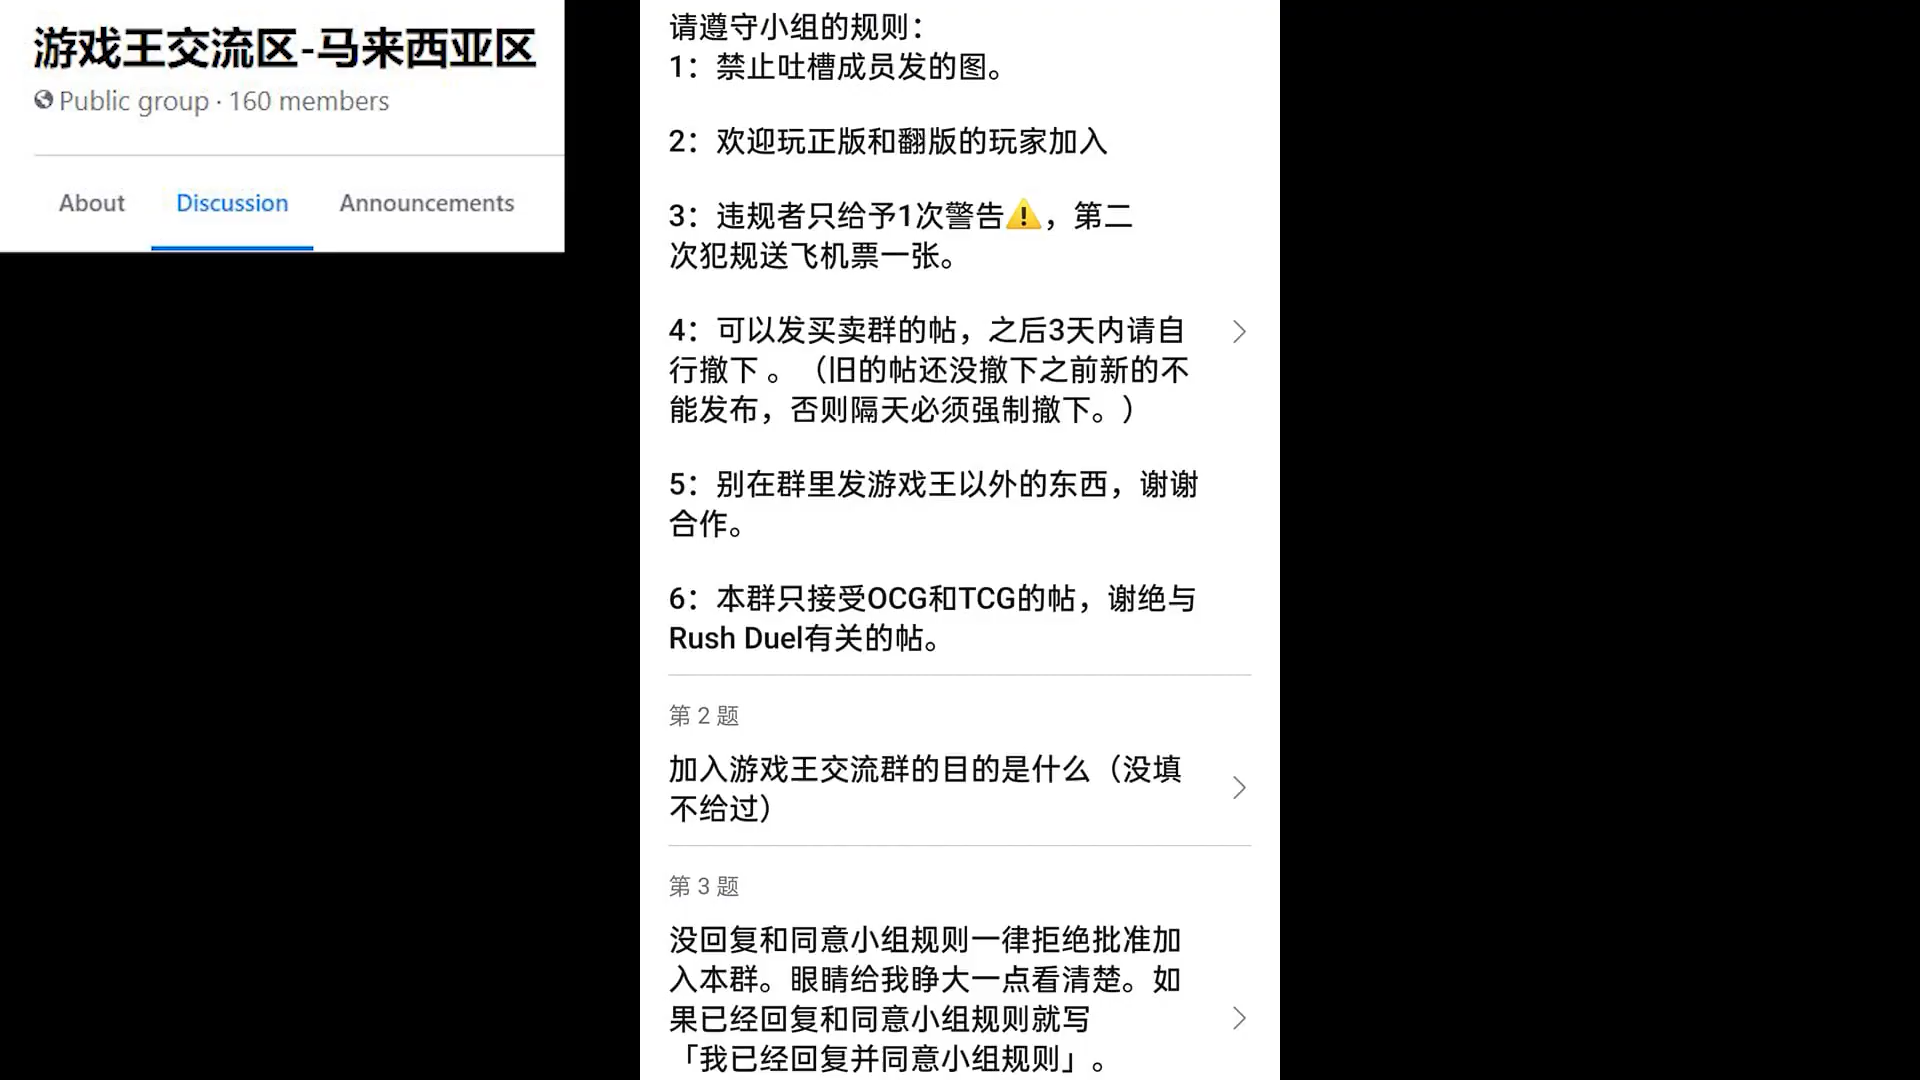 游戏王交流区-马来西亚区
Public group · 160 members
About Discussion Announcements
请遵守小组的规则：
1：禁止吐槽成员发的图。
2：欢迎玩正版和翻版的玩家加入
3：违规者只给予1次警告⚠️，第二
次犯规送飞机票一张。
4：可以发买卖群的帖，之后3天内请自
行撤下 。（旧的帖还没撤下之前新的不
能发布，否则隔天必须强制撤下。）
5：别在群里发游戏王以外的东西，谢谢
合作。
6：本群只接受OCG和TCG的帖，谢绝与
Rush Duel有关的帖。
第 2 题
加入游戏王交流群的目的是什么（没填
不给过）
第 3 题
没回复和同意小组规则一律拒绝批准加
入本群。眼睛给我睁大一点看清楚。如
果已经回复和同意小组规则就写
「我已经回复并同意小组规则」。